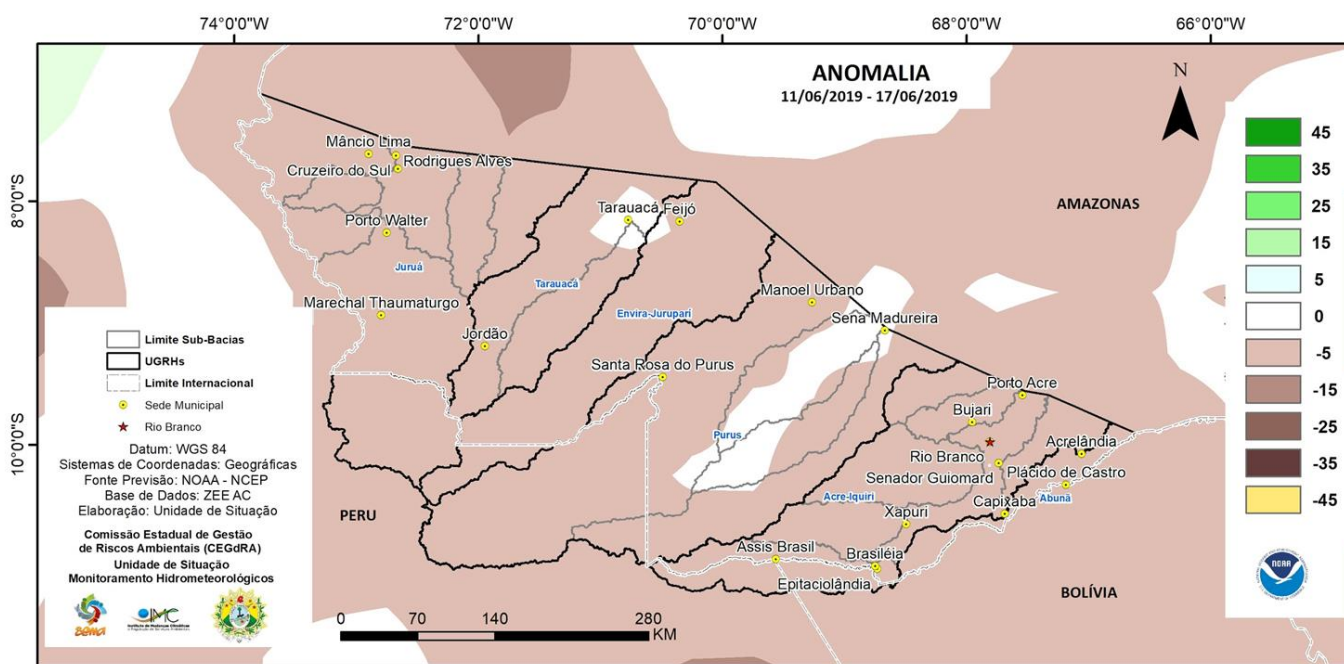 74°0'0"W
72°0'0"W
70°0'0"W
68°0'0"W
66°0'0"W
8°0'0"S
10°0'0"S
ANOMALIA
11/06/2019 - 17/06/2019
N
AMAZONAS
PERU
BOLÍVIA
Mâncio Lima
Rodrigues Alves
Cruzeiro do Sul
Porto Walter
Juruá
Marechal Thaumaturgo
Tarauacá
Feijó
Tarauacá
Jordão
Envira-Jurupari
Manoel Urbano
Sena Madureira
Santa Rosa do Purus
Purus
Porto Acre
Bujari
Acrelândia
Rio Branco
Plácido de Castro
Senador Guiomard
Acre-Iquiri
Abunã
Xapuri
Capixaba
Assis Brasil
Brasiléia
Epitaciolândia
45
35
25
15
5
0
-5
-15
-25
-35
-45
Limite Sub-Bacias
UGRHs
Limite Internacional
Sede Municipal
Rio Branco
Datum: WGS 84
Sistemas de Coordenadas: Geográficas
Fonte Previsão: NOAA - NCEP
Base de Dados: ZEE AC
Elaboração: Unidade de Situação
Comissão Estadual de Gestão
de Riscos Ambientais (CEGdRA)
Unidade de Situação
Monitoramento Hidrometeorológicos
IMC
0 70 140 280
KM
NOAA